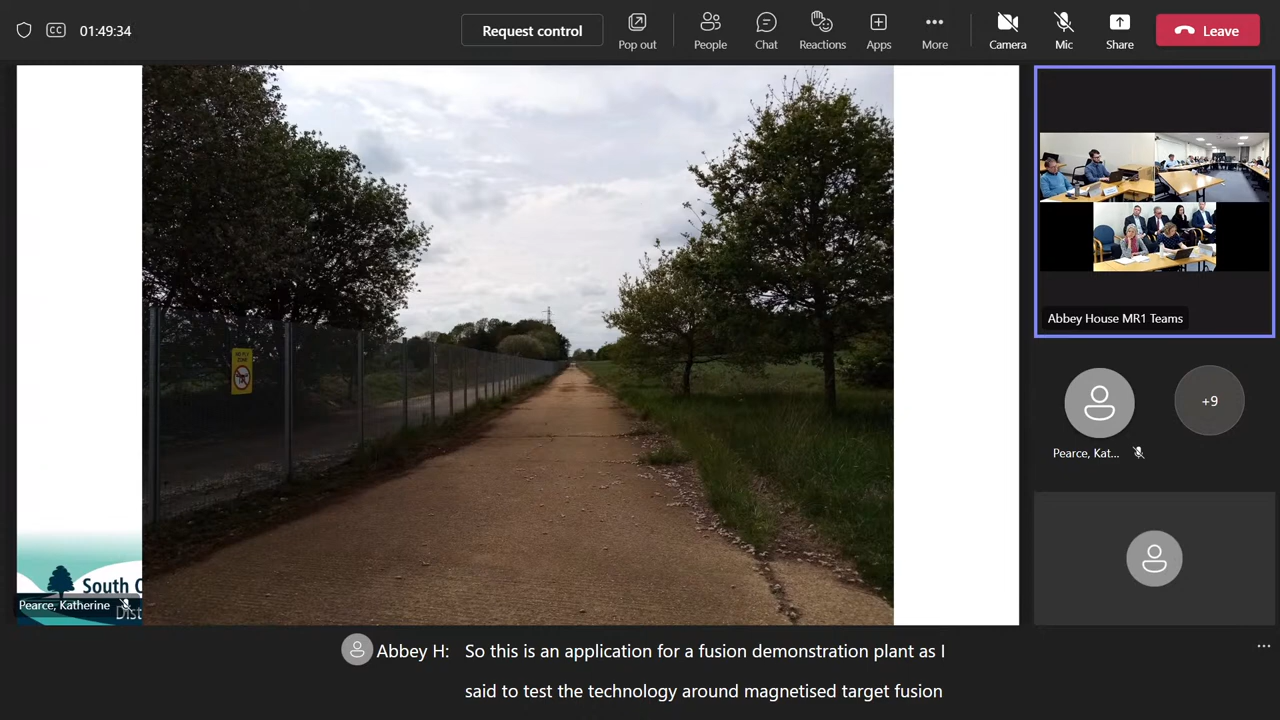 01:49:34
Request control
Pop out
People
Chat
Reactions
Apps
More
Camera
Mic
Share
Leave
CC
Abbey House MR1 Teams
Pearce, Kat...
+9
South O
Dist
Pearce, Katherine
Abbey H: So this is an application for a fusion demonstration plant as I
said to test the technology around magnetised target fusion